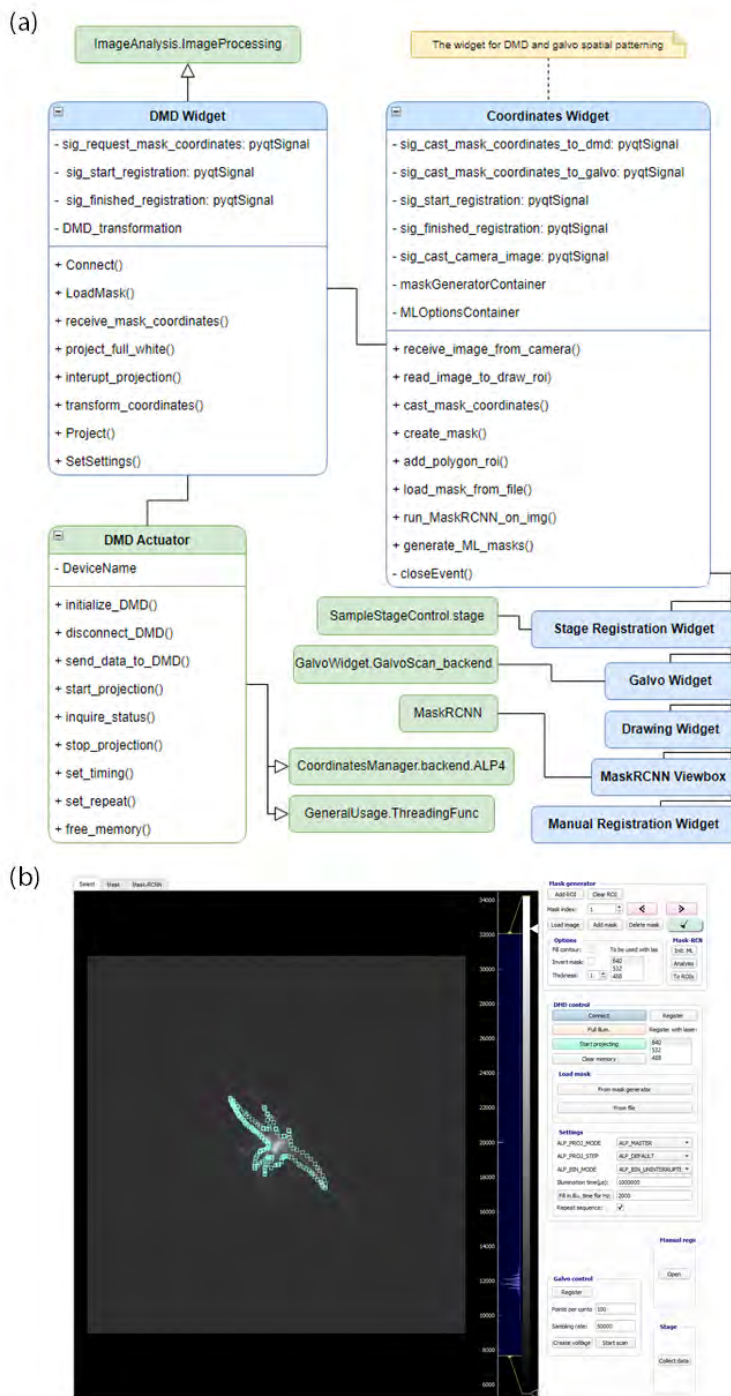 (a)
ImageAnalysis.ImageProcessing
The widget for DMD and galvo spatial patterning
DMD Widget
- sig_request_mask_coordinates: pyqtSignal
- sig_start_registration: pyqtSignal
- sig_finished_registration: pyqtSignal
- DMD_transformation
+ Connect()
+ LoadMask()
+ receive_mask_coordinates()
+ project_full_white()
+ interupt_projection()
+ transform_coordinates()
+ Project()
+ SetSettings()
Coordinates Widget
- sig_cast_mask_coordinates_to_dmd: pyqtSignal
- sig_cast_mask_coordinates_to_galvo: pyqtSignal
- sig_start_registration: pyqtSignal
- sig_finished_registration: pyqtSignal
- sig_cast_camera_image: pyqtSignal
- maskGeneratorContainer
- MLOptionsContainer
+ receive_image_from_camera()
+ read_image_to_draw_roi)
+ cast_mask_coordinates()
+ create_mask()
+ add_polygon_roi()
+ load_mask_from_file()
+ run_MaskRCNN_on_img()
+ generate_ML_masks()
- closeEvent()
DMD Actuator
- DeviceName
+ initialize_DMD()
+ disconnect_DMD()
+ send_data_to_DMD()
+ start_projection()
+ inquire_status()
+ stop_projection()
+ set_timing()
+ set_repeat()
+ free_memory()
SampleStageControl.stage
Stage Registration Widget
GalvoWidget.GalvoScan_backend
Galvo Widget
MaskRCNN
Drawing Widget
CoordinatesManager.backend.ALP4
MaskRCNN Viewbox
GeneralUsage.ThreadingFunc
Manual Registration Widget
(b)
Select Mask MaskRCNN
34000
32000
30000
28000
26000
24000
22000
20000
18000
16000
14000
12000
10000
8000
6000
Mask generator
Add ROI Clear ROI
Mask index: 1
Load image Add mask Delete mask
Options Mask-RCN
Fill contour: To be used with las Init. ML
Invert mask: 640
532 Analysis
Thickness: 1 488 To ROIs
DMD control
Connect Register
Full illum. Register with laser:
Start projecting 640
532
Clear memory 488
Load mask
From mask generator
From file
Settings
ALP_PROJ_MODE ALP_MASTER
ALP_PROJ_STEP ALP_DEFAULT
ALP_BIN_MODE ALP_BIN_UNINTERRUPTE
Illumination time(µs): 1000000
Fill in illu. time for Hz: 2000
Repeat sequence:
Manual regis
Open
Galvo control
Register
Points per conto 100
Sambling rate: 50000
Create voltage Start scan
Stage
Collect data